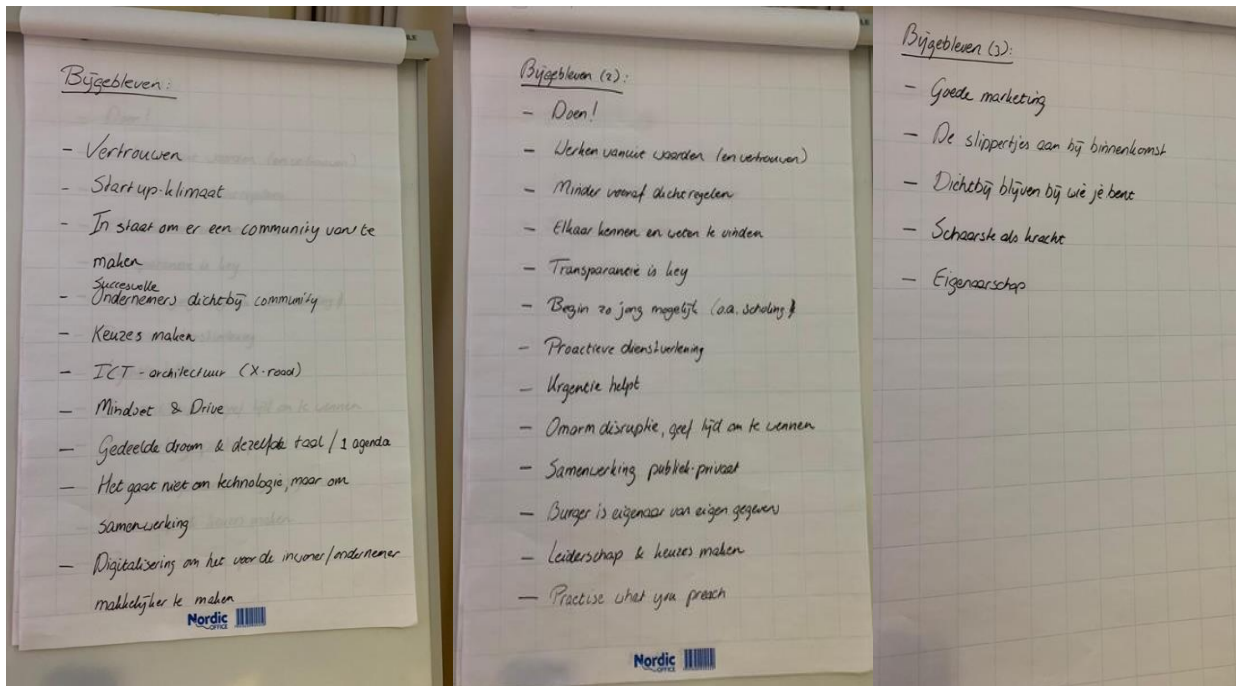 Bijgebleven:
- Vertrouwen
- Startup-klimaat
- In staat om er een community van te
maken
Succesvolle
- Ondernemers dichtbij community
- Keuzes maken
- ICT-architectuur (X-road)
- Mindset & Drive
- Gedeelde droom & dezelfde taal / 1 agenda
- Het gaat niet om technologie, maar om
samenwerking
- Digitalisering om het voor de inwoner/ondernemer
makkelijker te maken
Nordic
OFFICE
Bijgebleven (2):
- Doen!
- Werken vanuit waarden (en vertrouwen)
- Minder vooraf dichtregelen
- Elkaar kennen en weten te vinden
- Transparantie is key
- Begin zo jong mogelijk (o.a. scholing)
- Proactieve dienstverlening
- Urgentie helpt
- Omarm disruptie, geef tijd om te wennen
- Samenwerking publiek-privaat
- Burger is eigenaar van eigen gegevens
- Leiderschap & keuzes maken
- Practise what you preach
Nordic
OFFICE
Bijgebleven (3):
- Goede marketing
- De slippertjes aan bij binnenkomst
- Dichtbij blijven bij wie je bent
- Schaarste als kracht
- Eigenaarschap